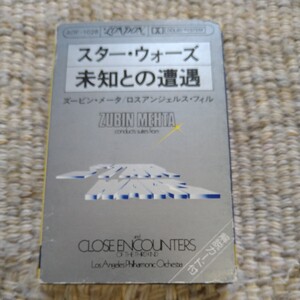 LONDON
スター・ウォーズ
未知との遭遇
ズービン・メータ/ロスアンジェルス・フィル
ZUBIN MEHTA
conducts suites from
STAR WARS
and
CLOSE ENCOUNTERS
OF THE THIRD KIND
Los Angeles Philharmonic Orchestra